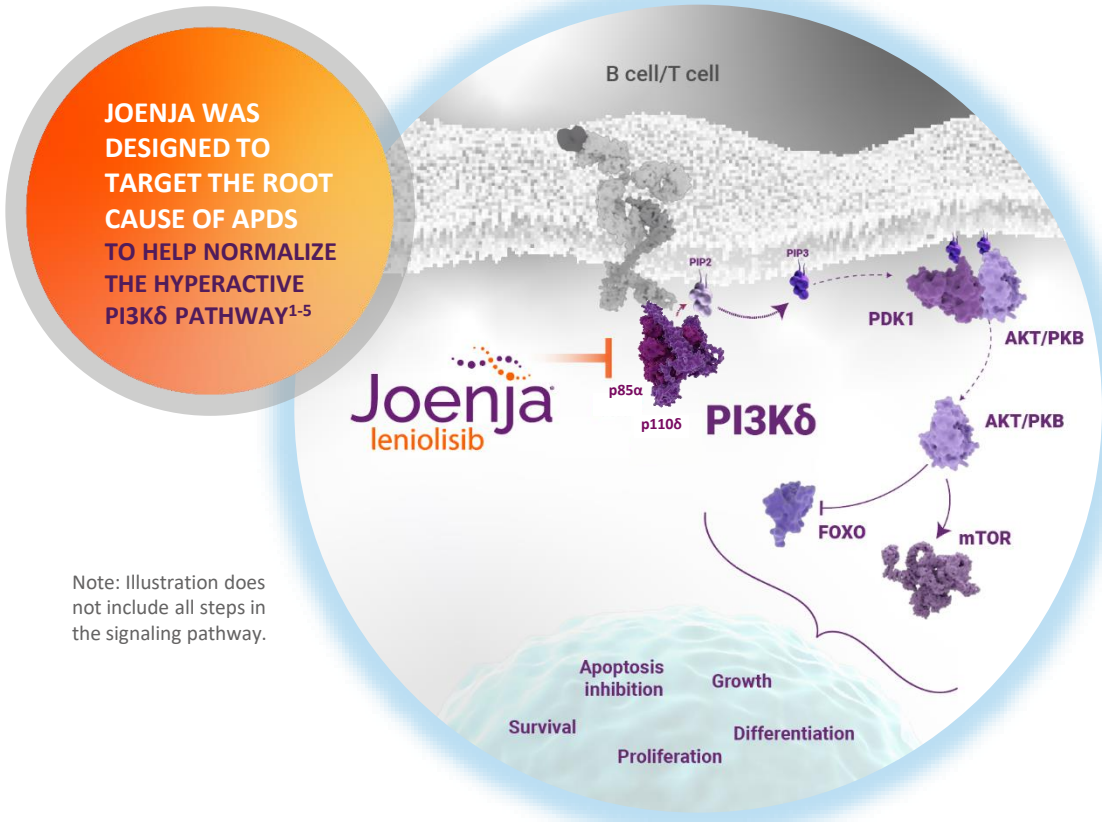 JOENJA WAS
DESIGNED TO
TARGET THE ROOT
CAUSE OF APDS
TO HELP NORMALIZE
THE HYPERACTIVE
PI3Kδ PATHWAY¹⁻⁵
B cell/T cell
PIP2
PIP3
PDK1
AKT/PKB
Joenja®
leniolisib
p85α
p110δ
PI3Kδ
AKT/PKB
FOXO
mTOR
Note: Illustration does
not include all steps in
the signaling pathway.
Apoptosis
inhibition
Growth
Survival
Differentiation
Proliferation